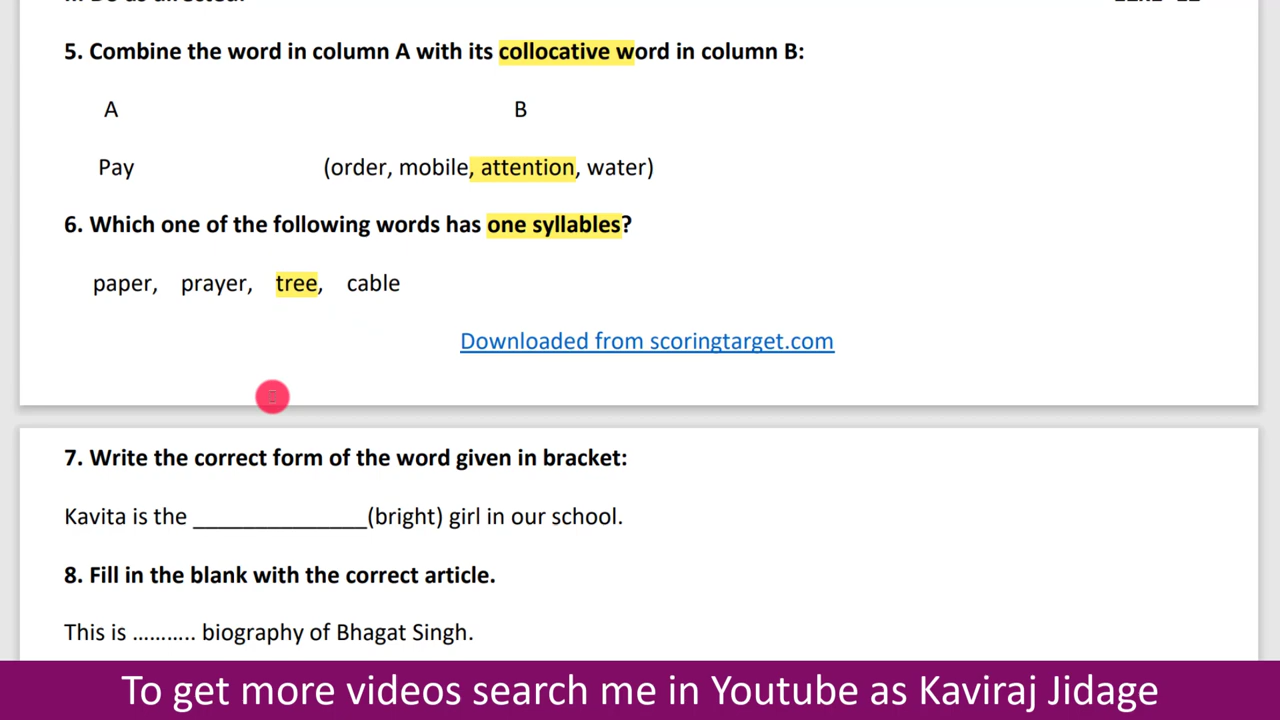 5. Combine the word in column A with its collocative word in column B:
A B
Pay (order, mobile, attention, water)
6. Which one of the following words has one syllables?
paper, prayer, tree, cable
Downloaded from scoringtarget.com
7. Write the correct form of the word given in bracket:
Kavita is the _______________(bright) girl in our school.
8. Fill in the blank with the correct article.
This is ........... biography of Bhagat Singh.
To get more videos search me in Youtube as Kaviraj Jidage